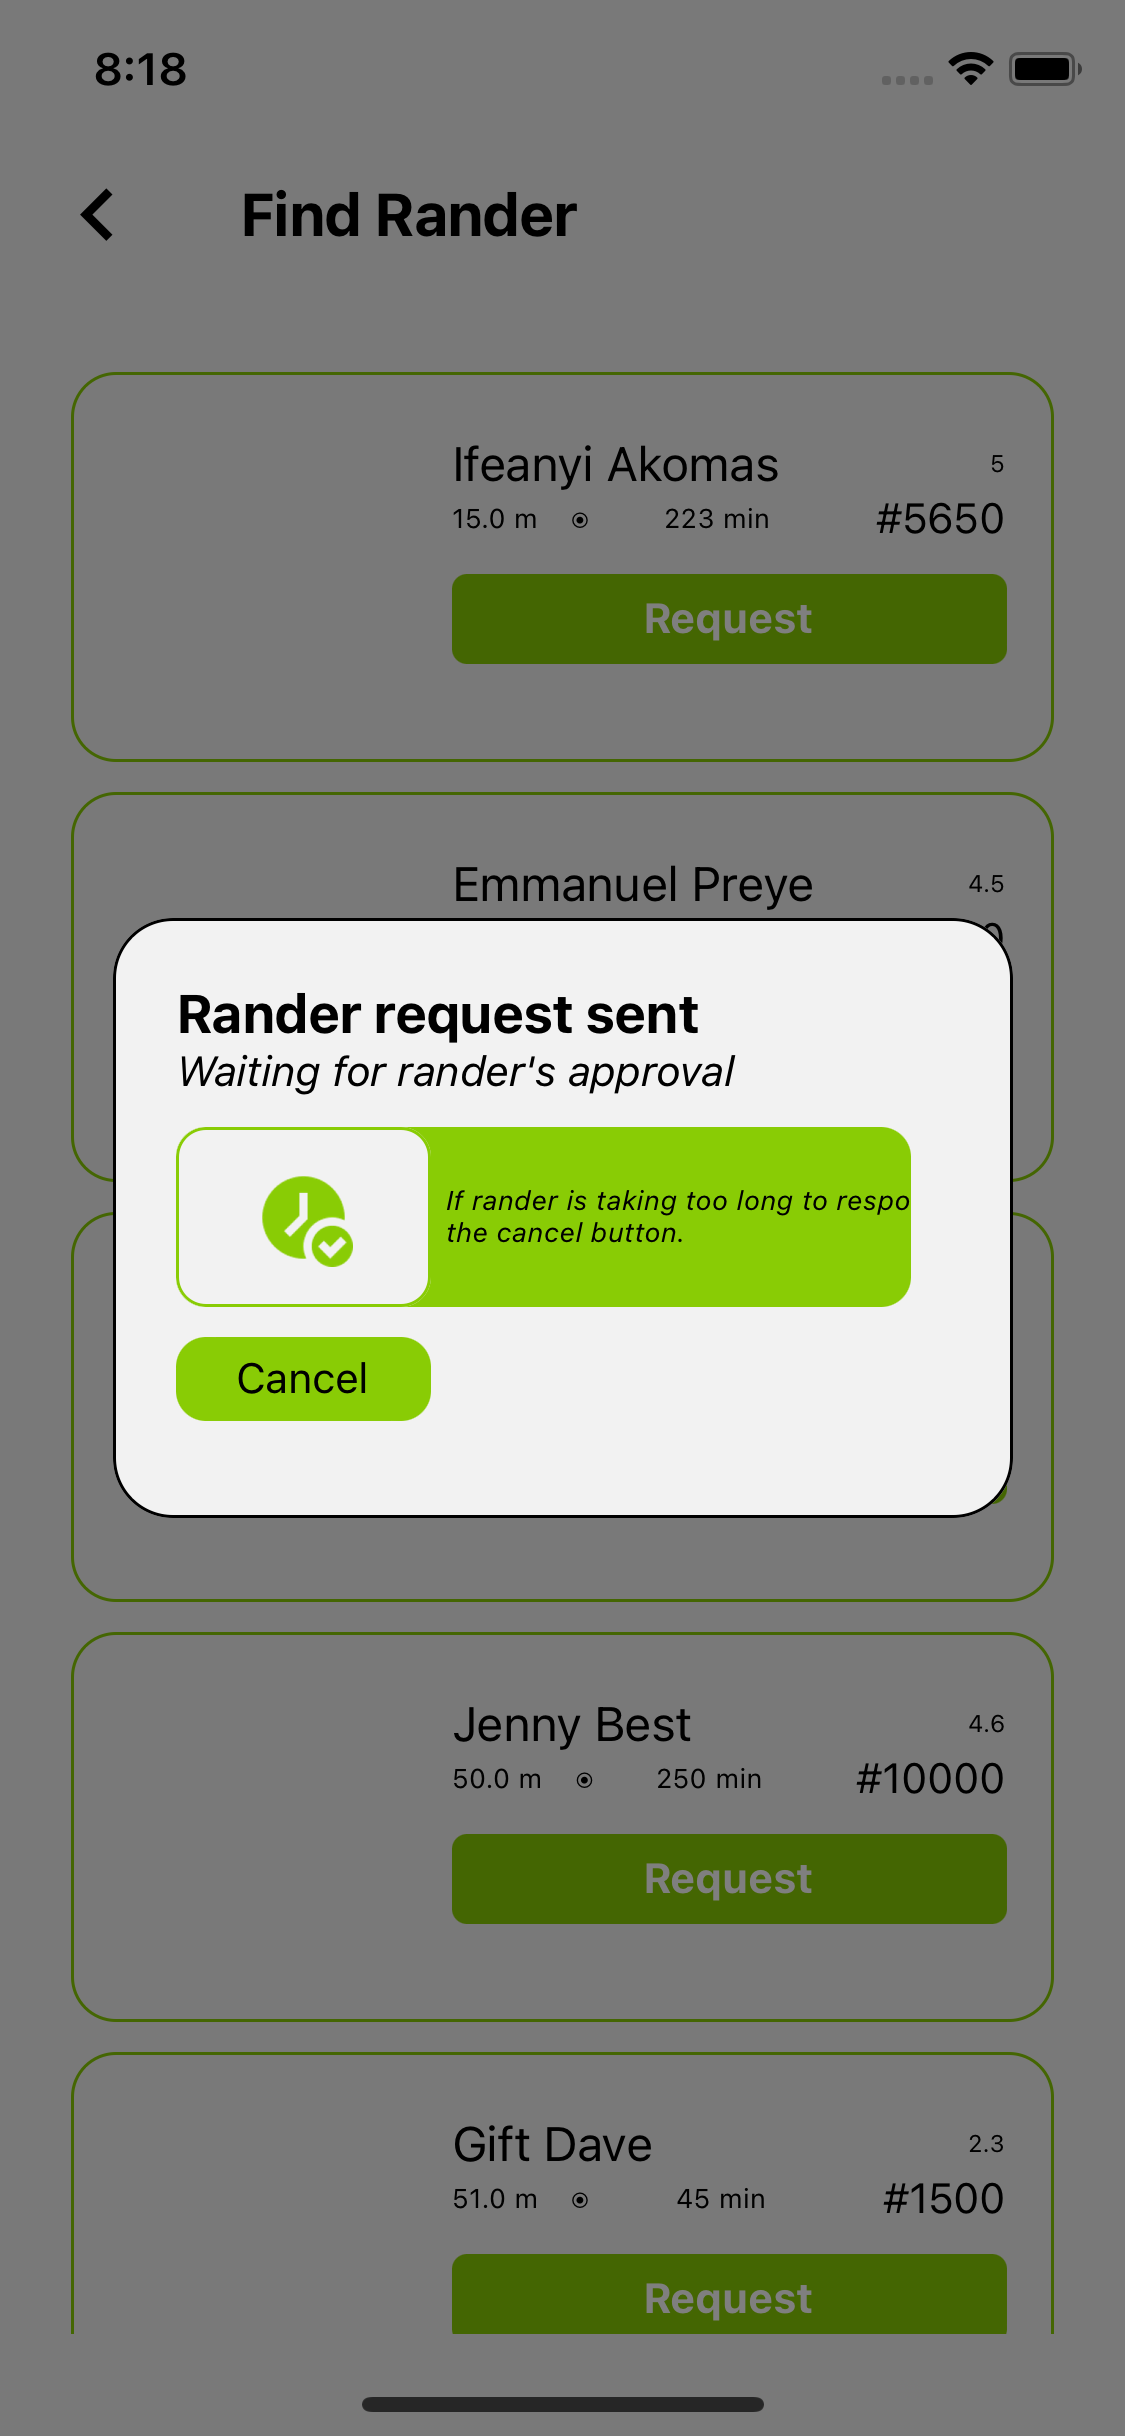 8:18
Find Rander
Ifeanyi Akomas 5
15.0 m 223 min #5650
Request
Emmanuel Preye 4.5
Rander request sent
Waiting for rander's approval
If rander is taking too long to respo
the cancel button.
Cancel
Jenny Best 4.6
50.0 m 250 min #10000
Request
Gift Dave 2.3
51.0 m 45 min #1500
Request